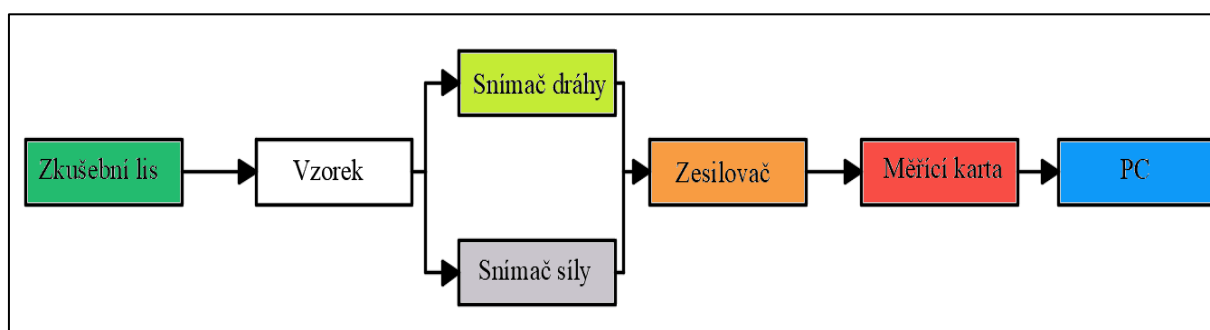 Zkušební lis
Vzorek
Snímač dráhy
Snímač síly
Zesilovač
Měřící karta
PC